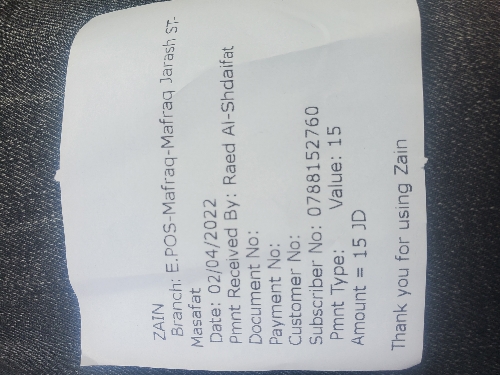 ZAIN
Branch: E.POS-Mafraq-Mafraq Jarash ST-
Masafat
Date: 02/04/2022
Pmnt Received By: Raed Al-Shdaifat
Document No:
Payment No:
Customer No:
Subscriber No: 0788152760
Pmnt Type: Value: 15
Amount = 15 JD
Thank you for using Zain